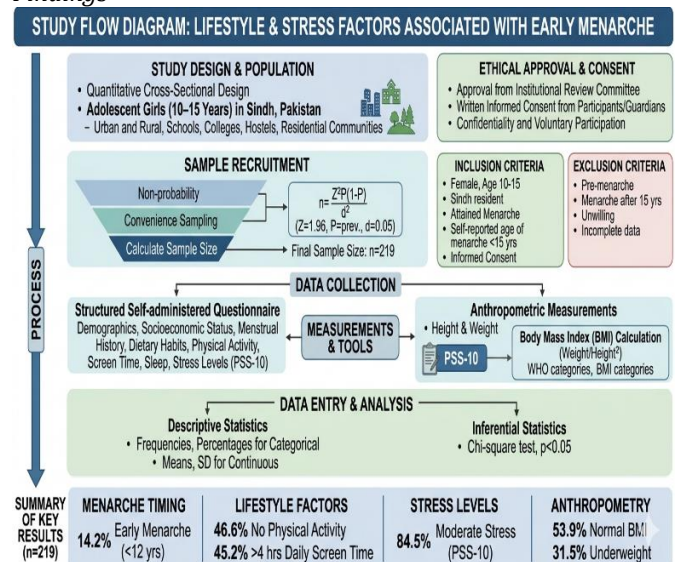 Findings
STUDY FLOW DIAGRAM: LIFESTYLE & STRESS FACTORS ASSOCIATED WITH EARLY MENARCHE
PROCESS
STUDY DESIGN & POPULATION
• Quantitative Cross-Sectional Design
• Adolescent Girls (10–15 Years) in Sindh, Pakistan
– Urban and Rural, Schools, Colleges, Hostels, Residential Communities
ETHICAL APPROVAL & CONSENT
• Approval from Institutional Review Committee
• Written Informed Consent from Participants/Guardians
• Confidentiality and Voluntary Participation
SAMPLE RECRUITMENT
Non-probability
Convenience Sampling
Calculate Sample Size
n= Z²P(1-P)
d²
(Z=1.96, P=prev., d=0.05)
Final Sample Size: n=219
INCLUSION CRITERIA
• Female, Age 10-15
• Sindh resident
• Attained Menarche
• Self-reported age of
menarche <15 yrs
• Informed Consent
EXCLUSION CRITERIA
• Pre-menarche
• Menarche after 15 yrs
• Unwilling
• Incomplete data
DATA COLLECTION
Structured Self-administered Questionnaire
Demographics, Socioeconomic Status, Menstrual
History, Dietary Habits, Physical Activity,
Screen Time, Sleep, Stress Levels (PSS-10)
MEASUREMENTS
& TOOLS
Anthropometric Measurements
• Height & Weight
PSS-10
Body Mass Index (BMI) Calculation
(Weight/Height²)
WHO categories, BMI categories
DATA ENTRY & ANALYSIS
Descriptive Statistics
• Frequencies, Percentages for Categorical
• Means, SD for Continuous
Inferential Statistics
• Chi-square test, p<0.05
SUMMARY
OF KEY
RESULTS
(n=219)
MENARCHE TIMING
14.2% Early Menarche
(<12 yrs)
LIFESTYLE FACTORS
46.6% No Physical Activity
45.2% >4 hrs Daily Screen Time
STRESS LEVELS
84.5% Moderate Stress
(PSS-10)
ANTHROPOMETRY
53.9% Normal BMI
31.5% Underweight